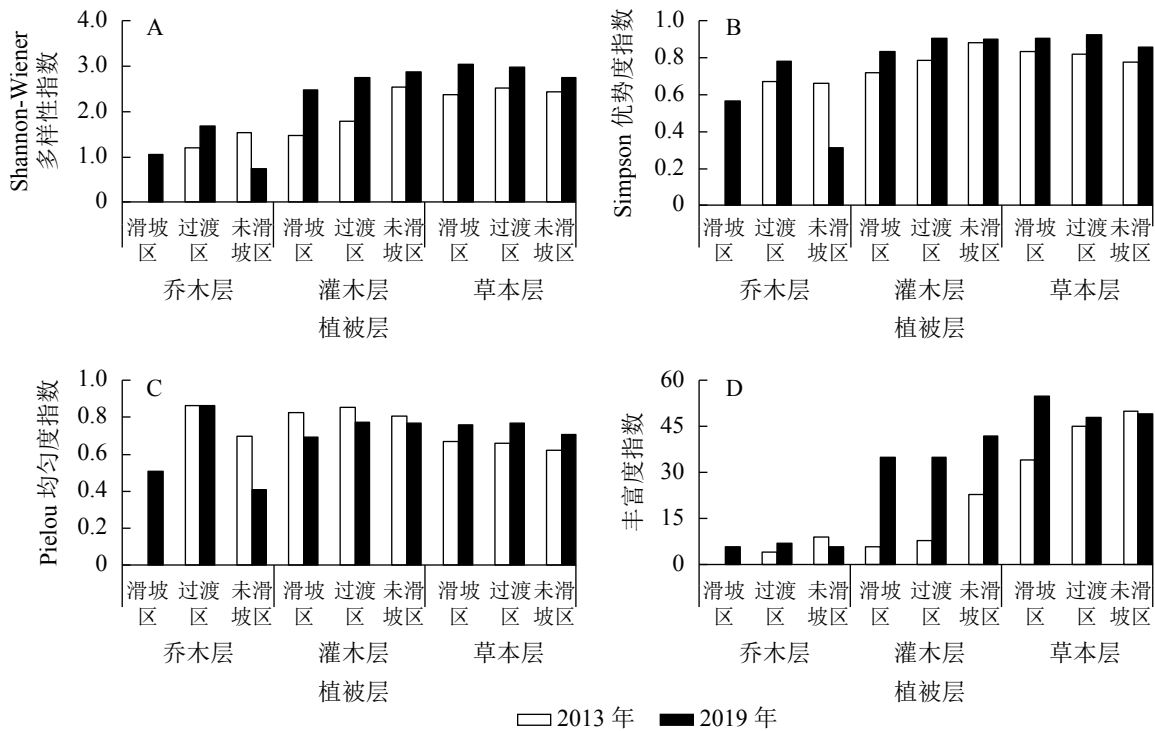 A
Shannon-Wiener
多样性指数
4.0
3.0
2.0
1.0
0
滑坡 过渡 未滑 滑坡 过渡 未滑 滑坡 过渡 未滑
区 区 坡区 区 区 坡区 区 区 坡区
乔木层 灌木层 草本层
植被层
B
Simpson 优势度指数
1.0
0.8
0.6
0.4
0.2
0
滑坡 过渡 未滑 滑坡 过渡 未滑 滑坡 过渡 未滑
区 区 坡区 区 区 坡区 区 区 坡区
乔木层 灌木层 草本层
植被层
C
Pielou 均匀度指数
1.0
0.8
0.6
0.4
0.2
0
滑坡 过渡 未滑 滑坡 过渡 未滑 滑坡 过渡 未滑
区 区 坡区 区 区 坡区 区 区 坡区
乔木层 灌木层 草本层
植被层
D
丰富度指数
60
45
30
15
0
滑坡 过渡 未滑 滑坡 过渡 未滑 滑坡 过渡 未滑
区 区 坡区 区 区 坡区 区 区 坡区
乔木层 灌木层 草本层
植被层
2013 年 2019 年